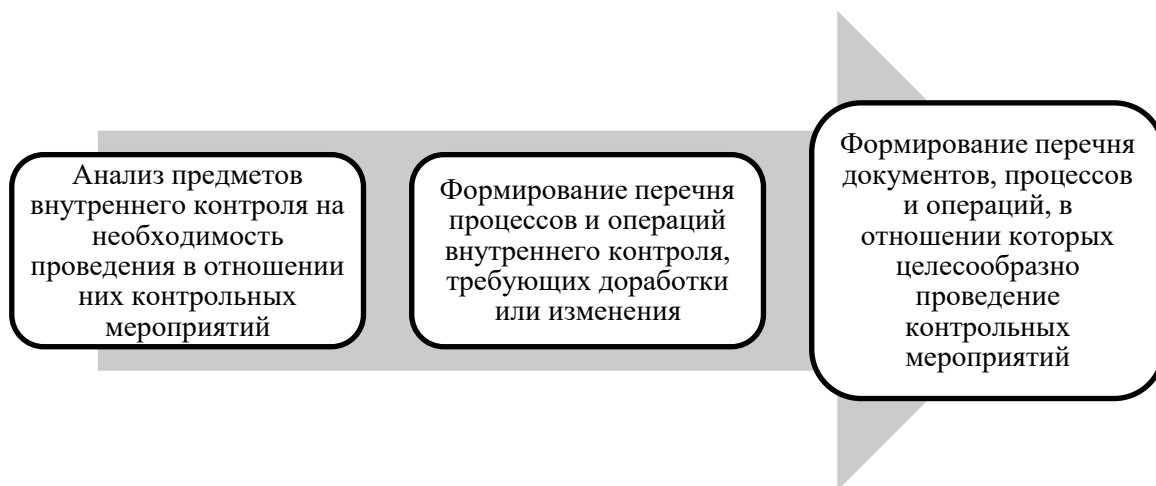 Анализ предметов
внутреннего контроля на
необходимость
проведения в отношении
них контрольных
мероприятий
Формирование перечня
процессов и операций
внутреннего контроля,
требующих доработки
или изменения
Формирование перечня
документов, процессов
и операций, в
отношении которых
целесообразно
проведение
контрольных
мероприятий